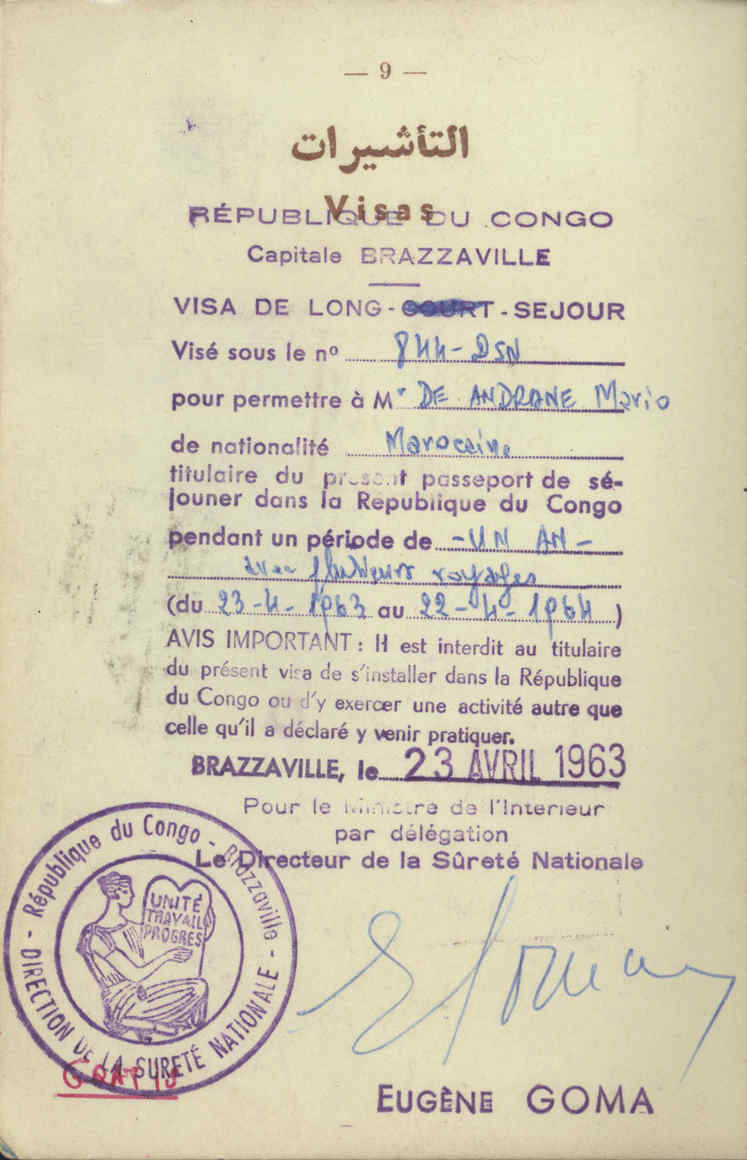 — 9 —
التأشيرات
Visas
RÉPUBLIQUE DU CONGO
Capitale BRAZZAVILLE
VISA DE LONG-COURT-SEJOUR
Visé sous le nº 844-DSN
pour permettre à Mr DE ANDRADE Mario
de nationalité Marocaine
titulaire du présent passeport de sé-
jouner dans la Republique du Congo
pendant un période de -UN AN-
avec plusieurs voyages
(du 23-4-1963 au 22-4-1964)
AVIS IMPORTANT : Il est interdit au titulaire
du présent visa de s'installer dans la République
du Congo ou d'y exercer une activité autre que
celle qu'il a déclaré y venir pratiquer.
BRAZZAVILLE, le 23 AVRIL 1963
Pour le Ministre de l'Interieur
par délégation
Le Directeur de la Sûreté Nationale
- République du Congo - Brazzaville -
DIRECTION DE LA SURETÉ NATIONALE
UNITÉ
TRAVAIL
PROGRES
GRATIS
EUGÈNE GOMA